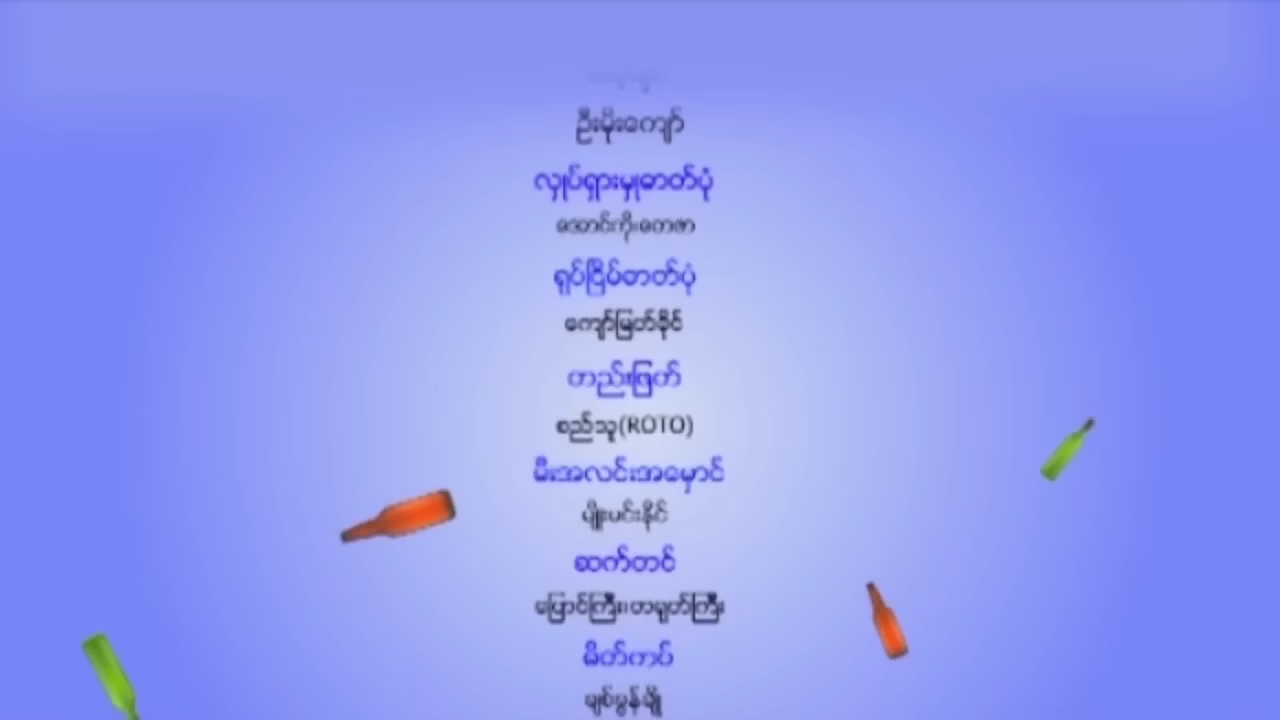 ဦးမိုးကျော်
လှုပ်ရှားမှုဓာတ်ပုံ
အောင်ကိုးတေဇာ
ရုပ်ငြိမ်ဓာတ်ပုံ
ကျော်မြတ်ခိုင်
တည်းဖြတ်
စည်သူ(ROTO)
မီးအလင်းအမှောင်
မျိုးမင်းနိုင်
ဆက်တင်
ပြောင်ကြီး၊တရုတ်ကြီး
မိတ်ကပ်
ချစ်မွန်ချို